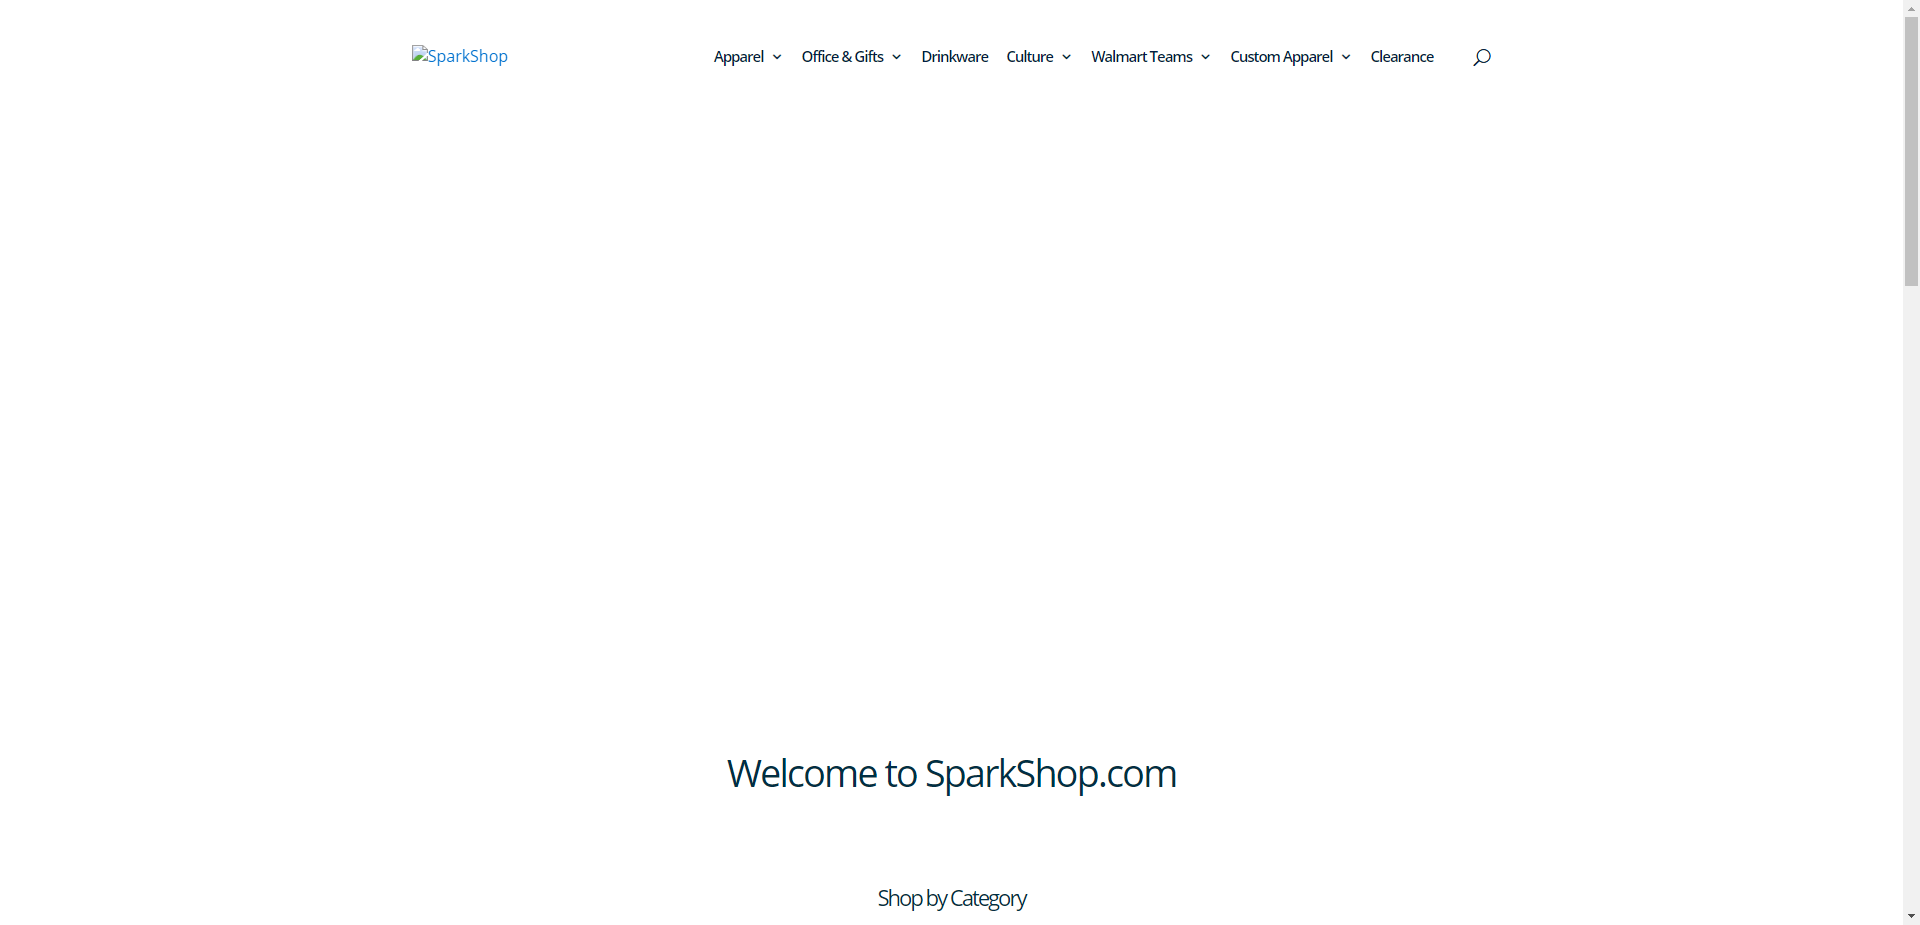 SparkShop Apparel Office & Gifts Drinkware Culture Walmart Teams Custom Apparel Clearance
Welcome to SparkShop.com
Shop by Category